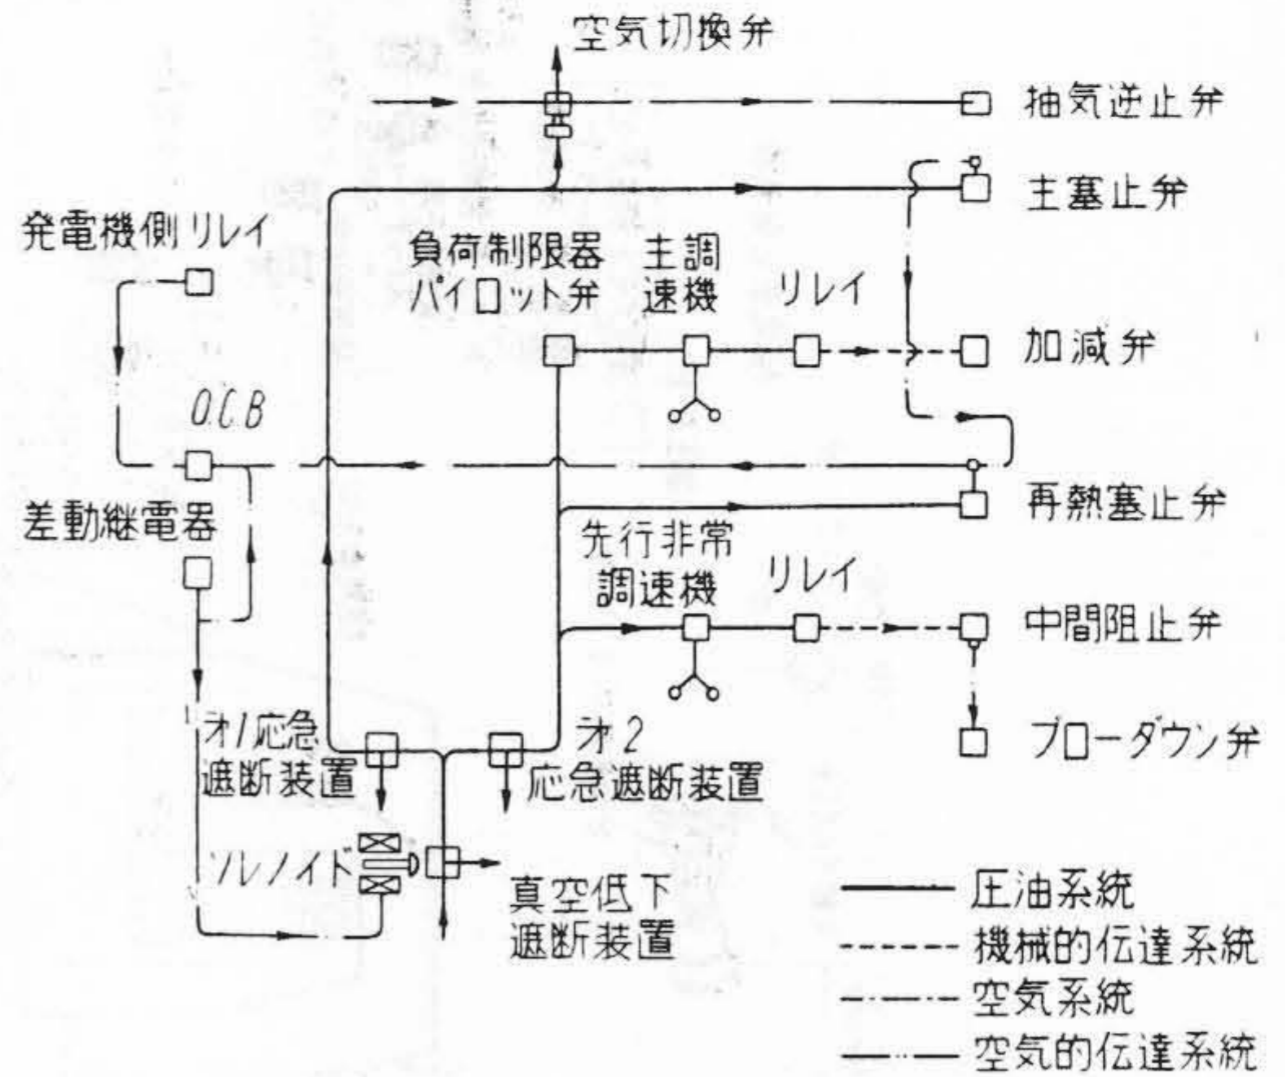 空気切換弁
抽気逆止弁
主塞止弁
発電機側リレイ
負荷制限器
パイロット弁
主調
速機
リレイ
加減弁
O.C.B
差動継電器
再熱塞止弁
先行非常
調速機
リレイ
中間阻止弁
ブローダウン弁
才1応急
遮断装置
才2
応急遮断装置
ソレノイド
真空低下
遮断装置
圧油系統
機械的伝達系統
空気系統
空気的伝達系統